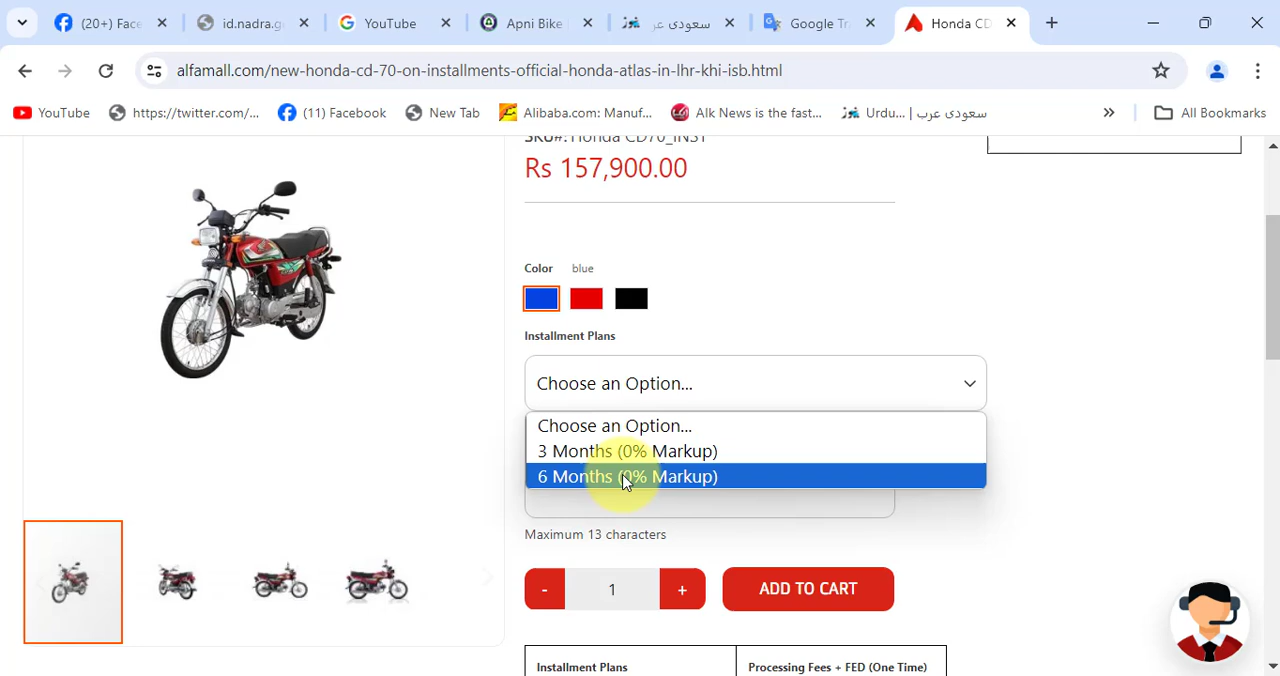 (20+) Face
id.nadra.g
YouTube
Apni Bike
سعودی عر
Google Tr
Honda CD
alfamall.com/new-honda-cd-70-on-installments-official-honda-atlas-in-lhr-khi-isb.html
YouTube
https://twitter.com/...
(11) Facebook
New Tab
Alibaba.com: Manuf...
Alk News is the fast...
Urdu... | سعودی عرب
»
All Bookmarks
SKU#: Honda CD70_INST
Rs 157,900.00
Color blue
Installment Plans
Choose an Option...
Choose an Option...
3 Months (0% Markup)
6 Months (0% Markup)
Maximum 13 characters
- 1 +
ADD TO CART
Installment Plans
Processing Fees + FED (One Time)